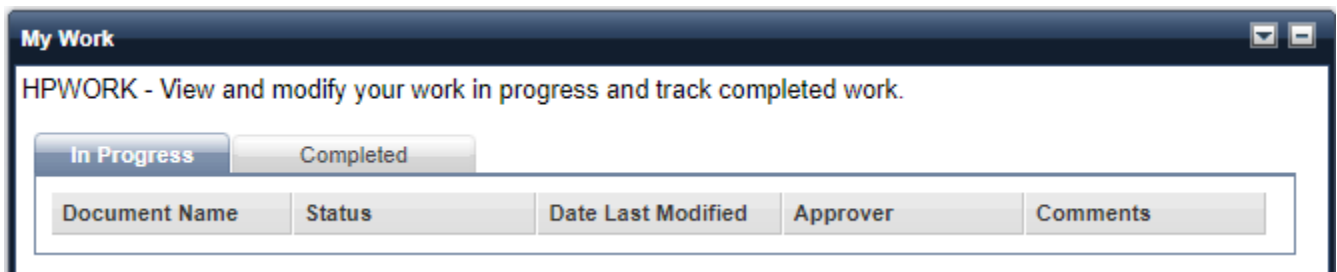 My Work
HPWORK - View and modify your work in progress and track completed work.
In Progress Completed
Document Name Status Date Last Modified Approver Comments